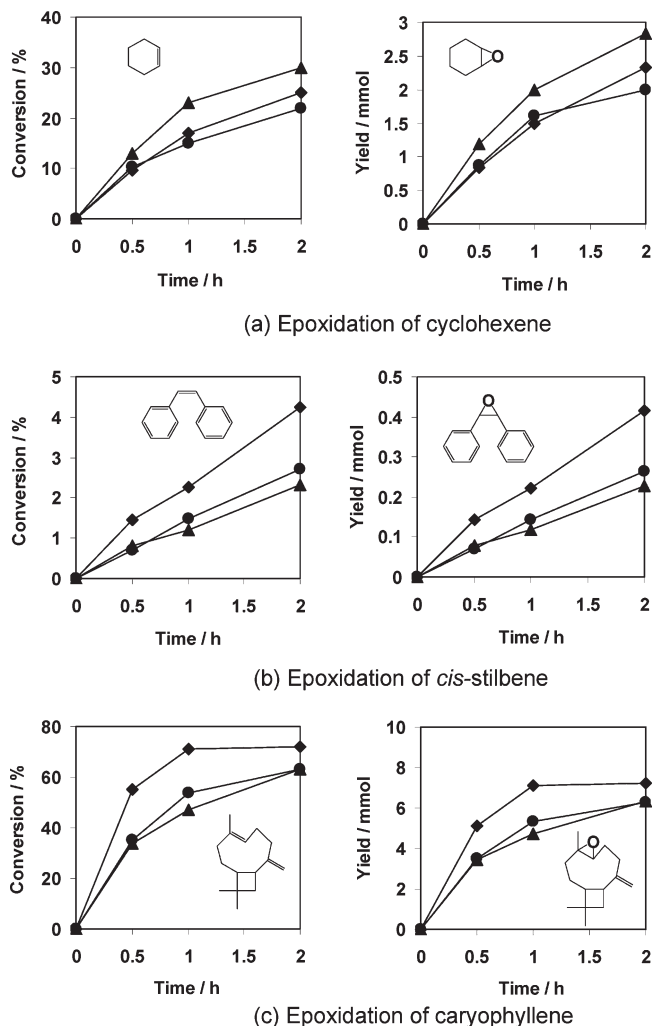 Conversion / %
40
30
20
10
0
0 0.5 1 1.5 2
Time / h
Yield / mmol
3
2.5
2
1.5
1
0.5
0
O
0 0.5 1 1.5 2
Time / h
(a) Epoxidation of cyclohexene
Conversion / %
5
4
3
2
1
0
0 0.5 1 1.5 2
Time / h
Yield / mmol
0.5
0.4
0.3
0.2
0.1
0
O
0 0.5 1 1.5 2
Time / h
(b) Epoxidation of cis-stilbene
Conversion / %
80
60
40
20
0
0 0.5 1 1.5 2
Time / h
Yield / mmol
10
8
6
4
2
0
O
0 0.5 1 1.5 2
Time / h
(c) Epoxidation of caryophyllene